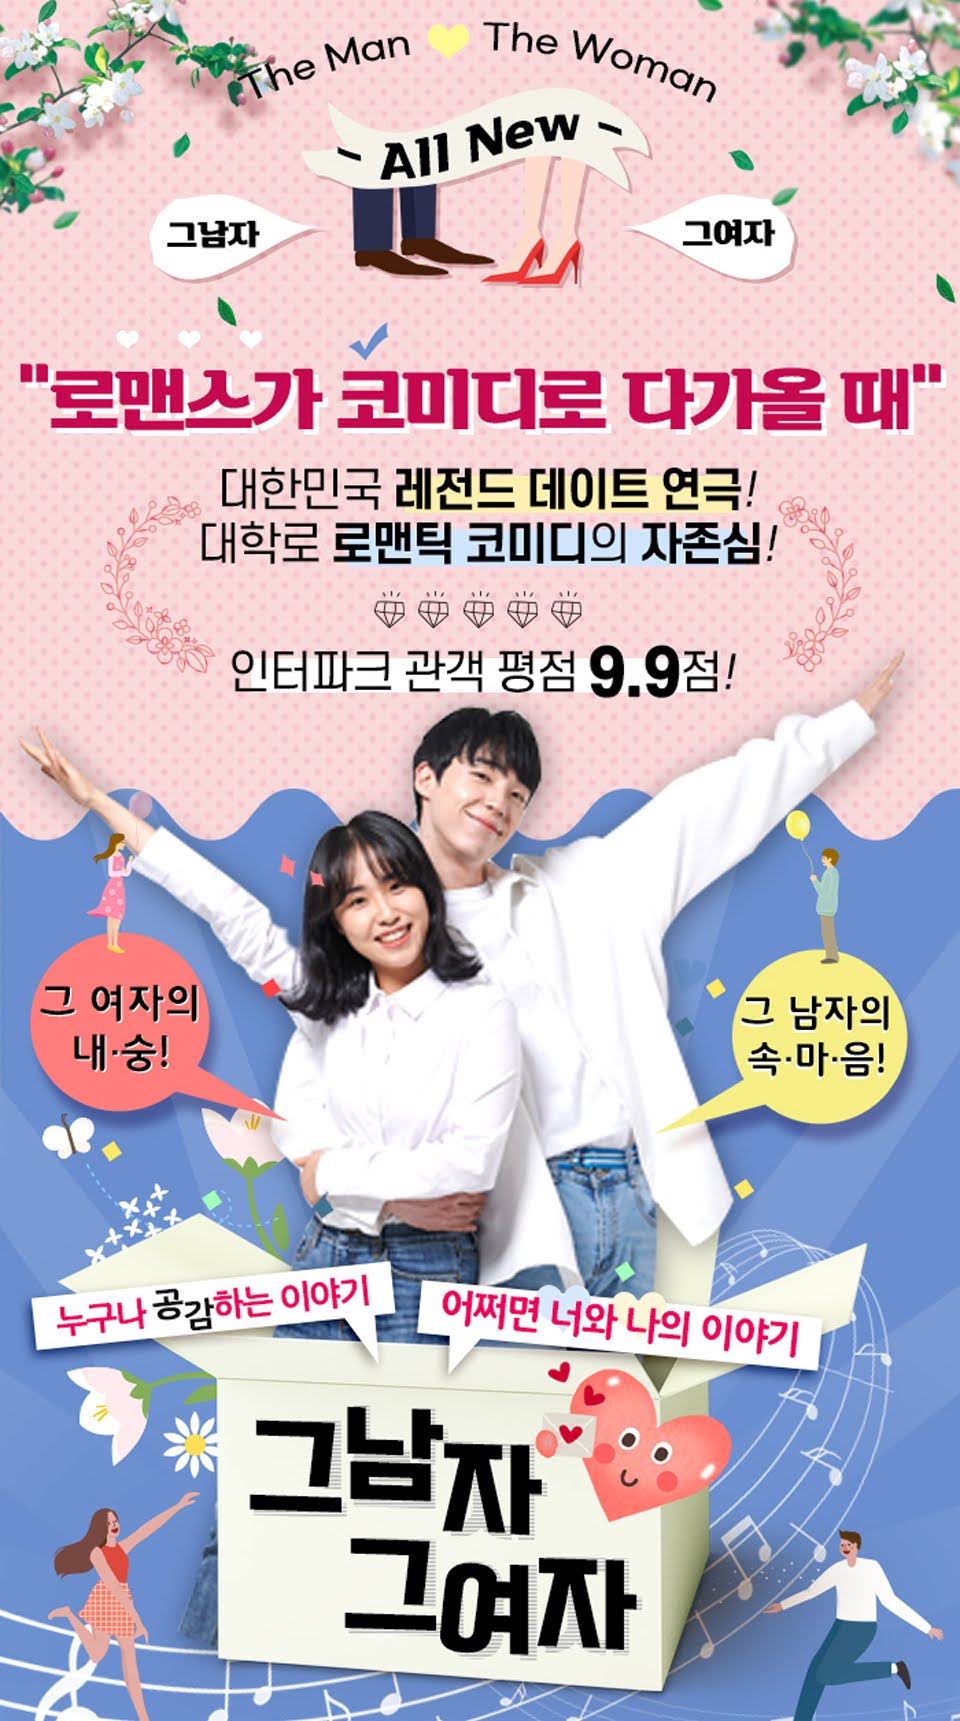 The Man The Woman
- All New -
그남자
그여자
"로맨스가 코미디로 다가올 때"
대한민국 레전드 데이트 연극!
대학로 로맨틱 코미디의 자존심!
인터파크 관객 평점 9.9점!
그 여자의
내·숭!
그 남자의
속·마·음!
누구나 공감하는 이야기
어쩌면 너와 나의 이야기
그남자
그여자